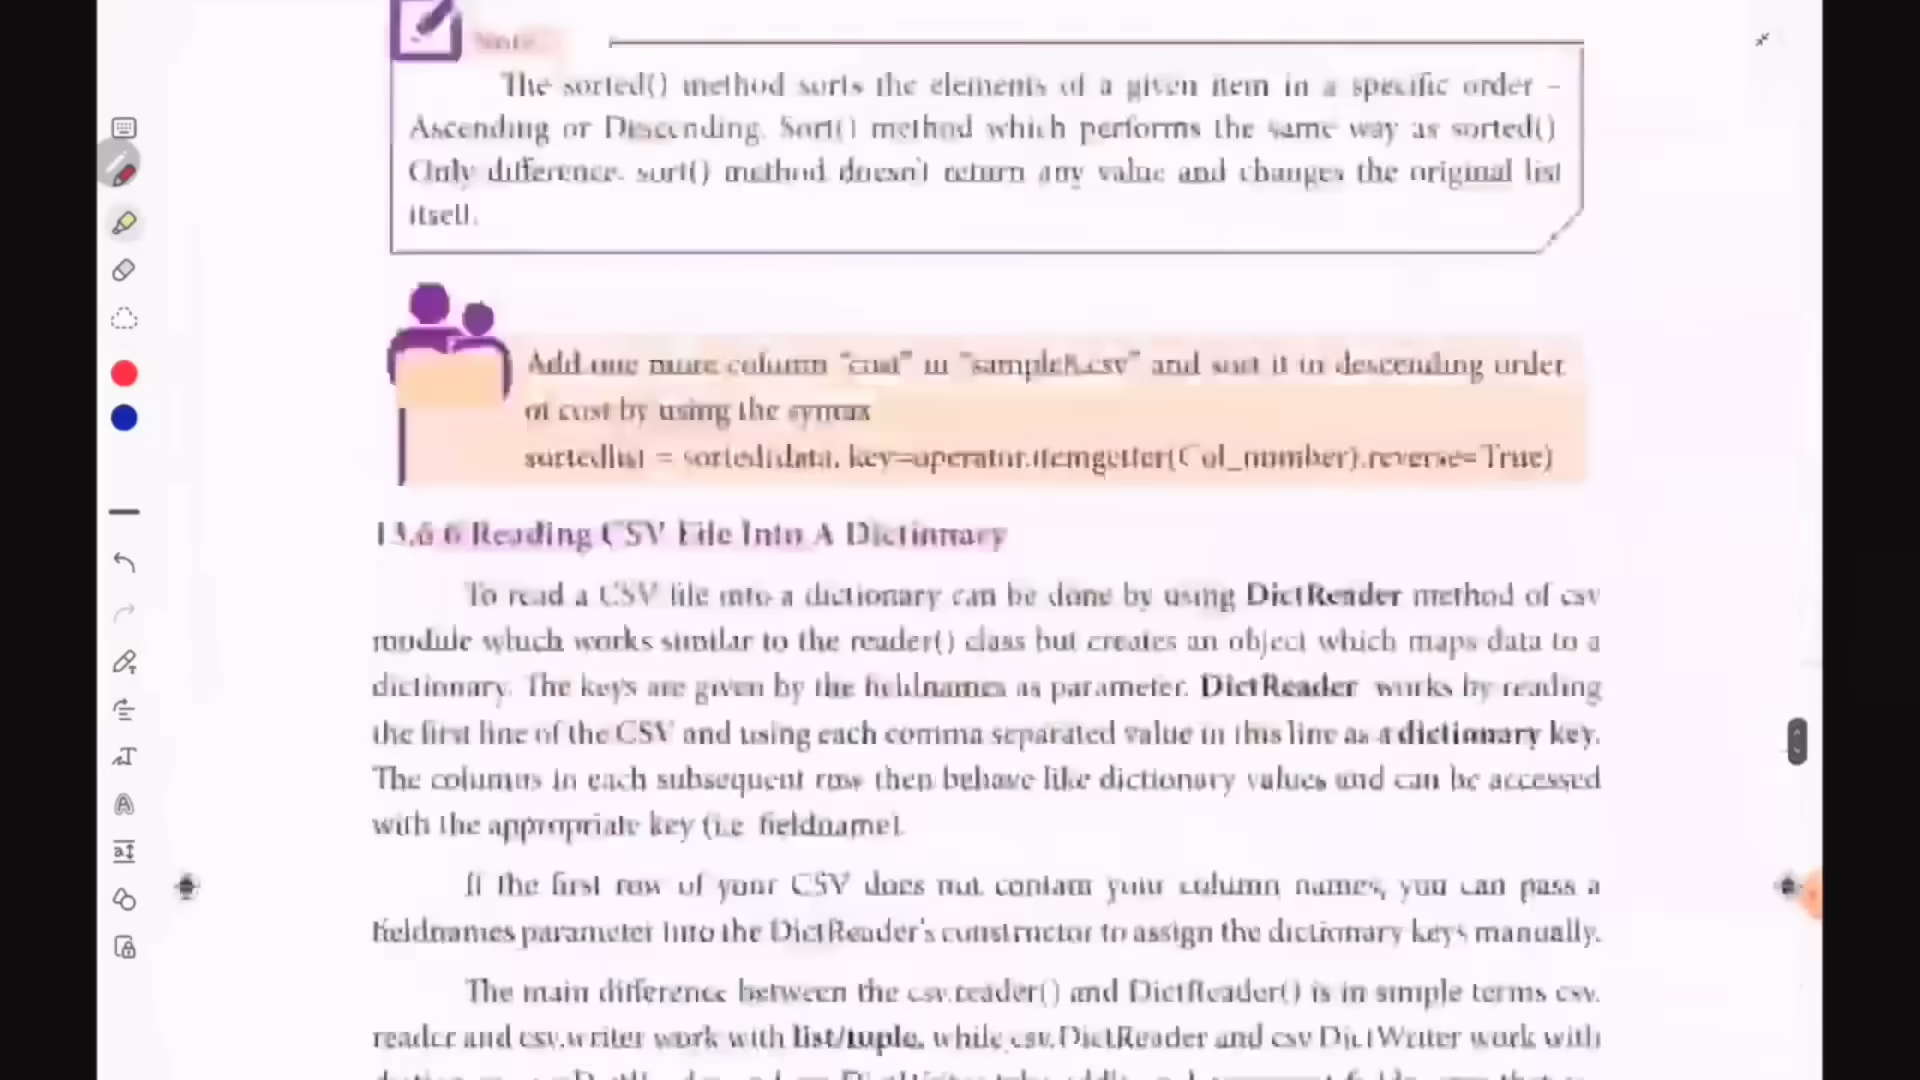 Note
The sorted() method sorts the elements of a given item in a specific order –
Ascending or Descending. Sort() method which performs the same way as sorted()
Only difference, sort() method doesn't return any value and changes the original list
itself.
Add one more column "cost" in "sample8.csv" and sort it in descending order
of cost by using the syntax
sortedlist = sorted(data, key=operator.itemgetter(Col_number),reverse=True)
13.6.6 Reading CSV File Into A Dictionary
To read a CSV file into a dictionary can be done by using DictReader method of csv
module which works similar to the reader() class but creates an object which maps data to a
dictionary. The keys are given by the fieldnames as parameter. DictReader works by reading
the first line of the CSV and using each comma separated value in this line as a dictionary key.
The columns in each subsequent row then behave like dictionary values and can be accessed
with the appropriate key (i.e fieldname).
If the first row of your CSV does not contain your column names, you can pass a
fieldnames parameter into the DictReader's constructor to assign the dictionary keys manually.
The main difference between the csv.reader() and DictReader() is in simple terms csv.
reader and csv.writer work with list/tuple, while csv.DictReader and csv.DictWriter work with